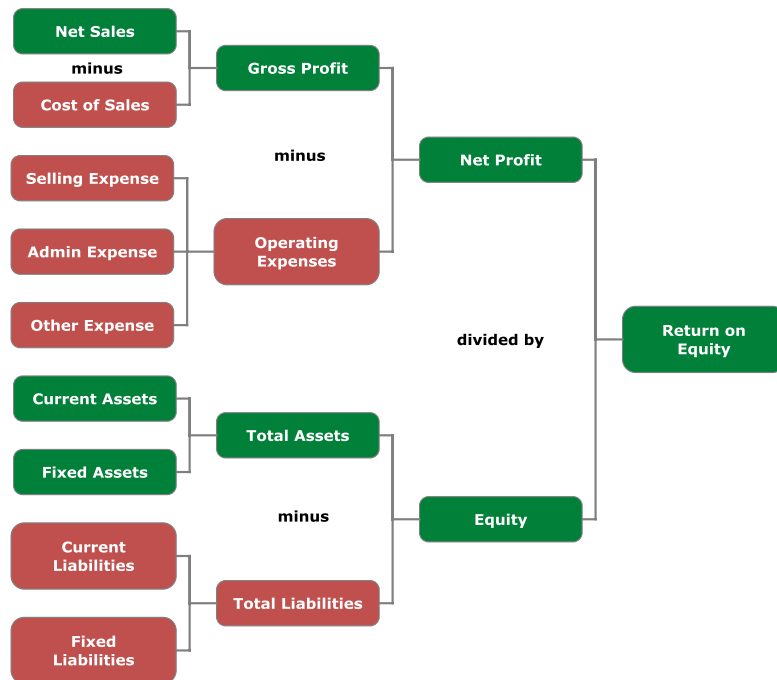 Net Sales
minus
Cost of Sales
Gross Profit
minus
Selling Expense
Admin Expense
Other Expense
Operating
Expenses
Net Profit
divided by
Return on
Equity
Current Assets
Fixed Assets
Total Assets
minus
Current
Liabilities
Fixed
Liabilities
Total Liabilities
Equity